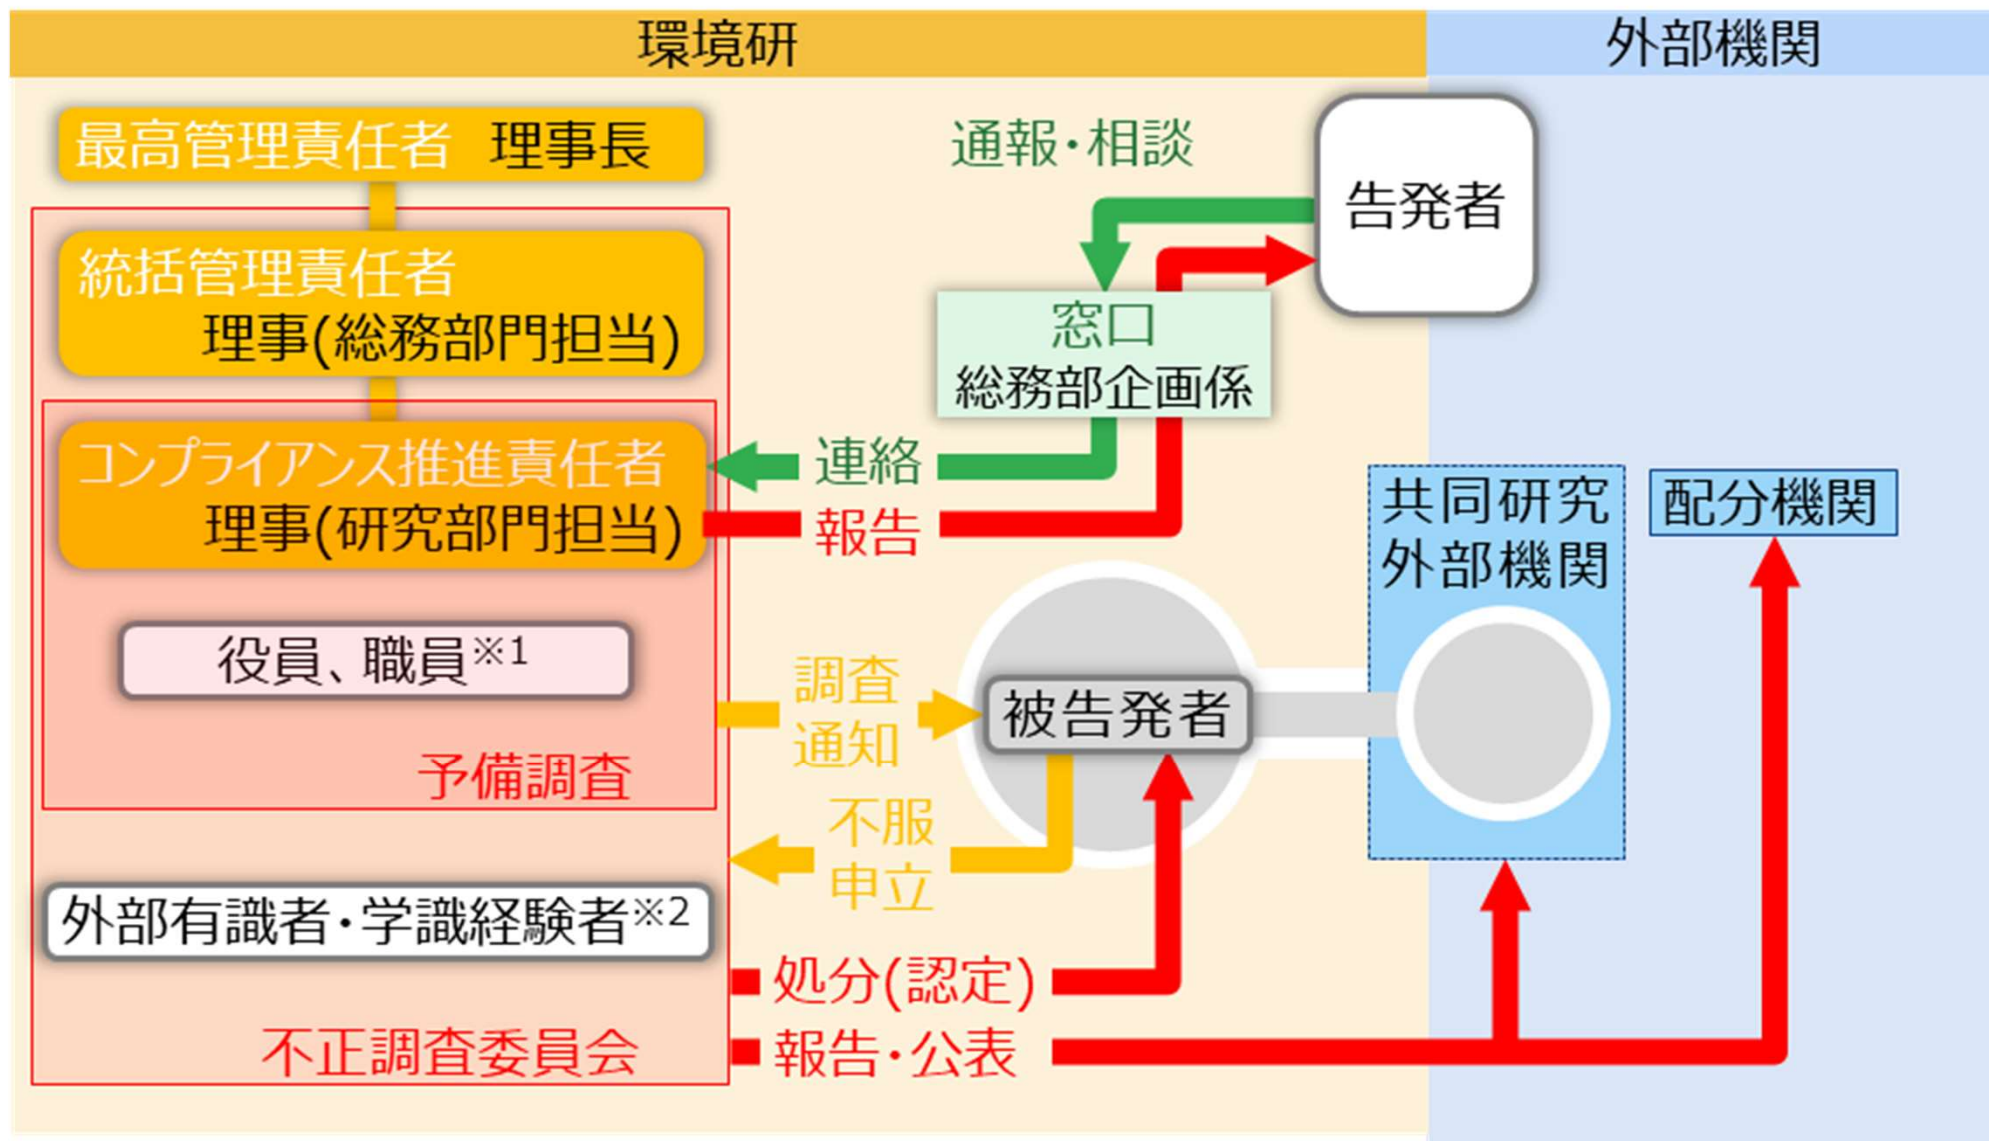 環境研
外部機関
最高管理責任者 理事長
統括管理責任者
理事(総務部門担当)
コンプライアンス推進責任者
理事(研究部門担当)
役員、職員※1
予備調査
外部有識者・学識経験者※2
不正調査委員会
通報・相談
告発者
窓口
総務部企画係
連絡
報告
調査
通知
被告発者
不服
申立
処分(認定)
報告・公表
共同研究
外部機関
配分機関